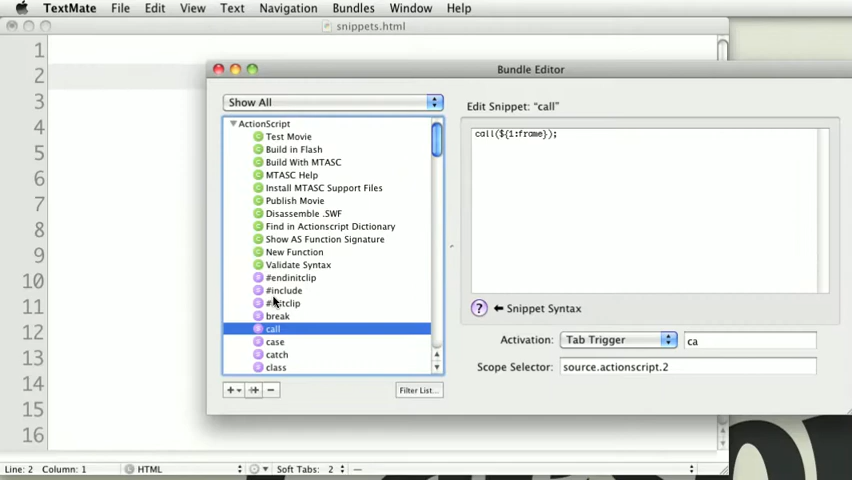 TextMate File Edit View Text Navigation Bundles Window Help
snippets.html
1
2
3
4
5
6
7
8
9
10
11
12
13
14
15
16
Bundle Editor
Show All
ActionScript
Test Movie
Build in Flash
Build With MTASC
MTASC Help
Install MTASC Support Files
Publish Movie
Disassemble .SWF
Find in Actionscript Dictionary
Show AS Function Signature
New Function
Validate Syntax
#endinitclip
#include
break
call
case
catch
class
Filter List...
Edit Snippet: “call”
call(${1:frame});
? ← Snippet Syntax
Activation: Tab Trigger ca
Scope Selector: source.actionscript.2
Line: 2 Column: 1 HTML Soft Tabs: 2 —